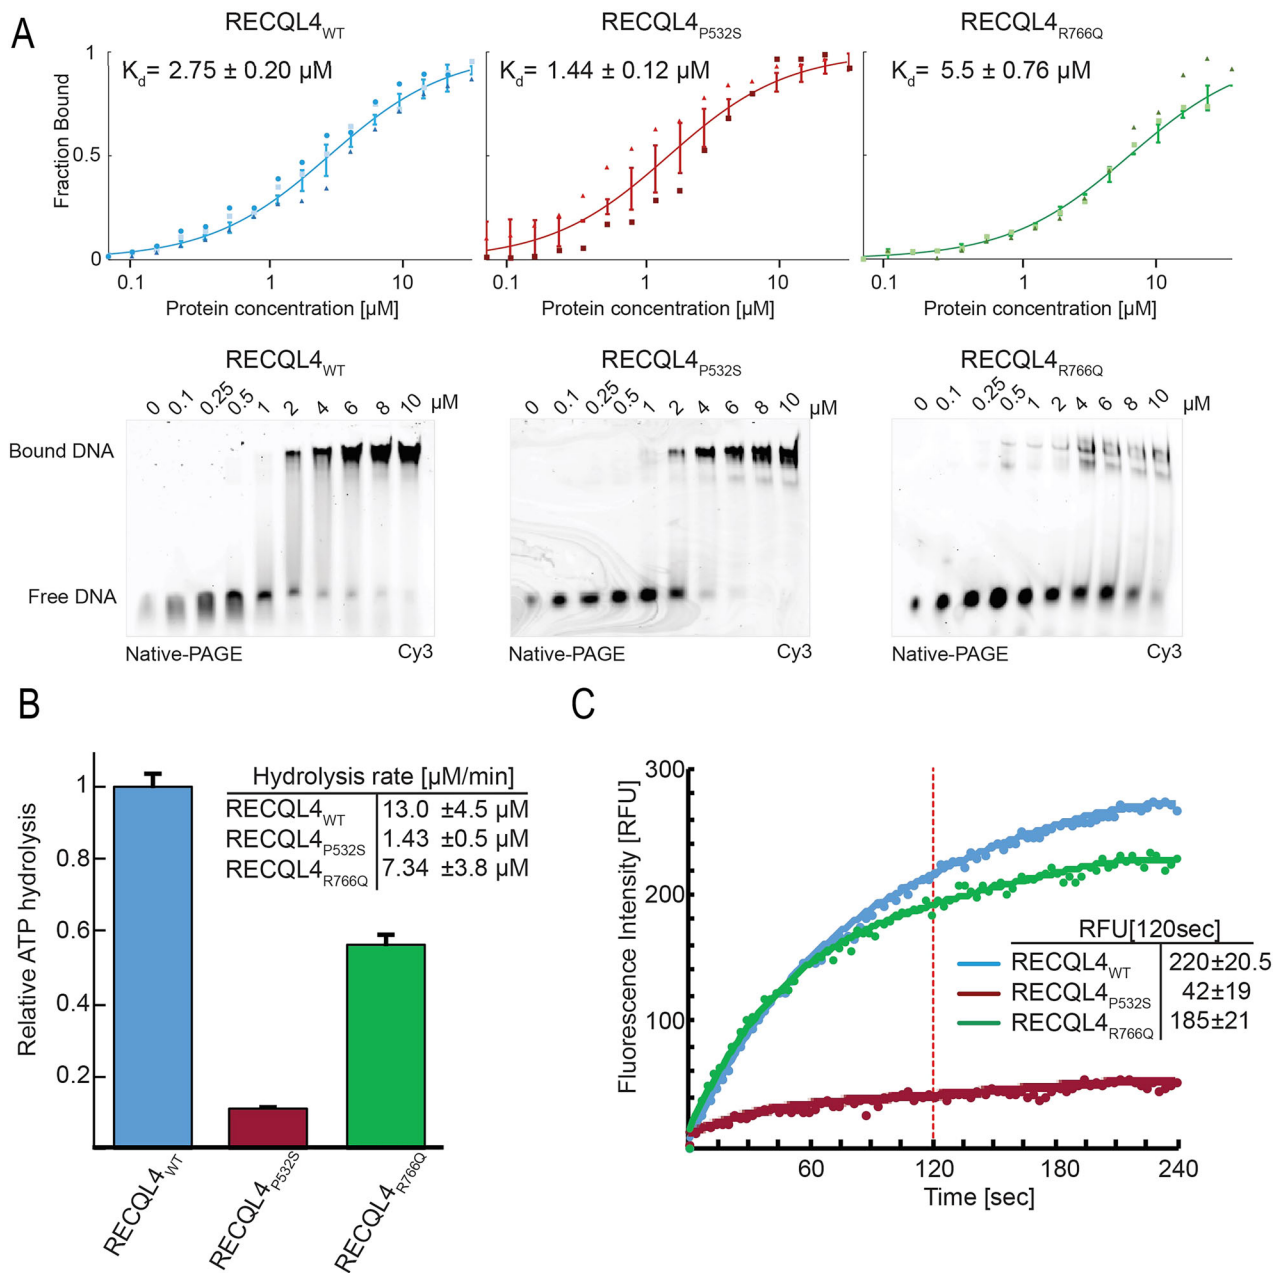 A
RECQL4WT
RECQL4P532S
RECQL4R766Q
Kd= 2.75 ± 0.20 µM
Kd= 1.44 ± 0.12 µM
Kd= 5.5 ± 0.76 µM
Fraction Bound
1
0.5
0
0.1 1 10
0.1 1 10
0.1 1 10
Protein concentration [µM]
Protein concentration [µM]
Protein concentration [µM]
RECQL4WT
RECQL4P532S
RECQL4R766Q
0 0.1 0.25 0.5 1 2 4 6 8 10 µM
0 0.1 0.25 0.5 1 2 4 6 8 10 µM
0 0.1 0.25 0.5 1 2 4 6 8 10 µM
Bound DNA
Free DNA
Native-PAGE Cy3
Native-PAGE Cy3
Native-PAGE Cy3
B
Relative ATP hydrolysis
1
0.8
0.6
0.4
0.2
Hydrolysis rate [µM/min]
RECQL4WT 13.0 ±4.5 µM
RECQL4P532S 1.43 ±0.5 µM
RECQL4R766Q 7.34 ±3.8 µM
RECQL4WT
RECQL4P532S
RECQL4R766Q
C
Fluorescence Intensity [RFU]
300
200
100
RFU[120sec]
RECQL4WT 220±20.5
RECQL4P532S 42±19
RECQL4R766Q 185±21
60 120 180 240
Time [sec]